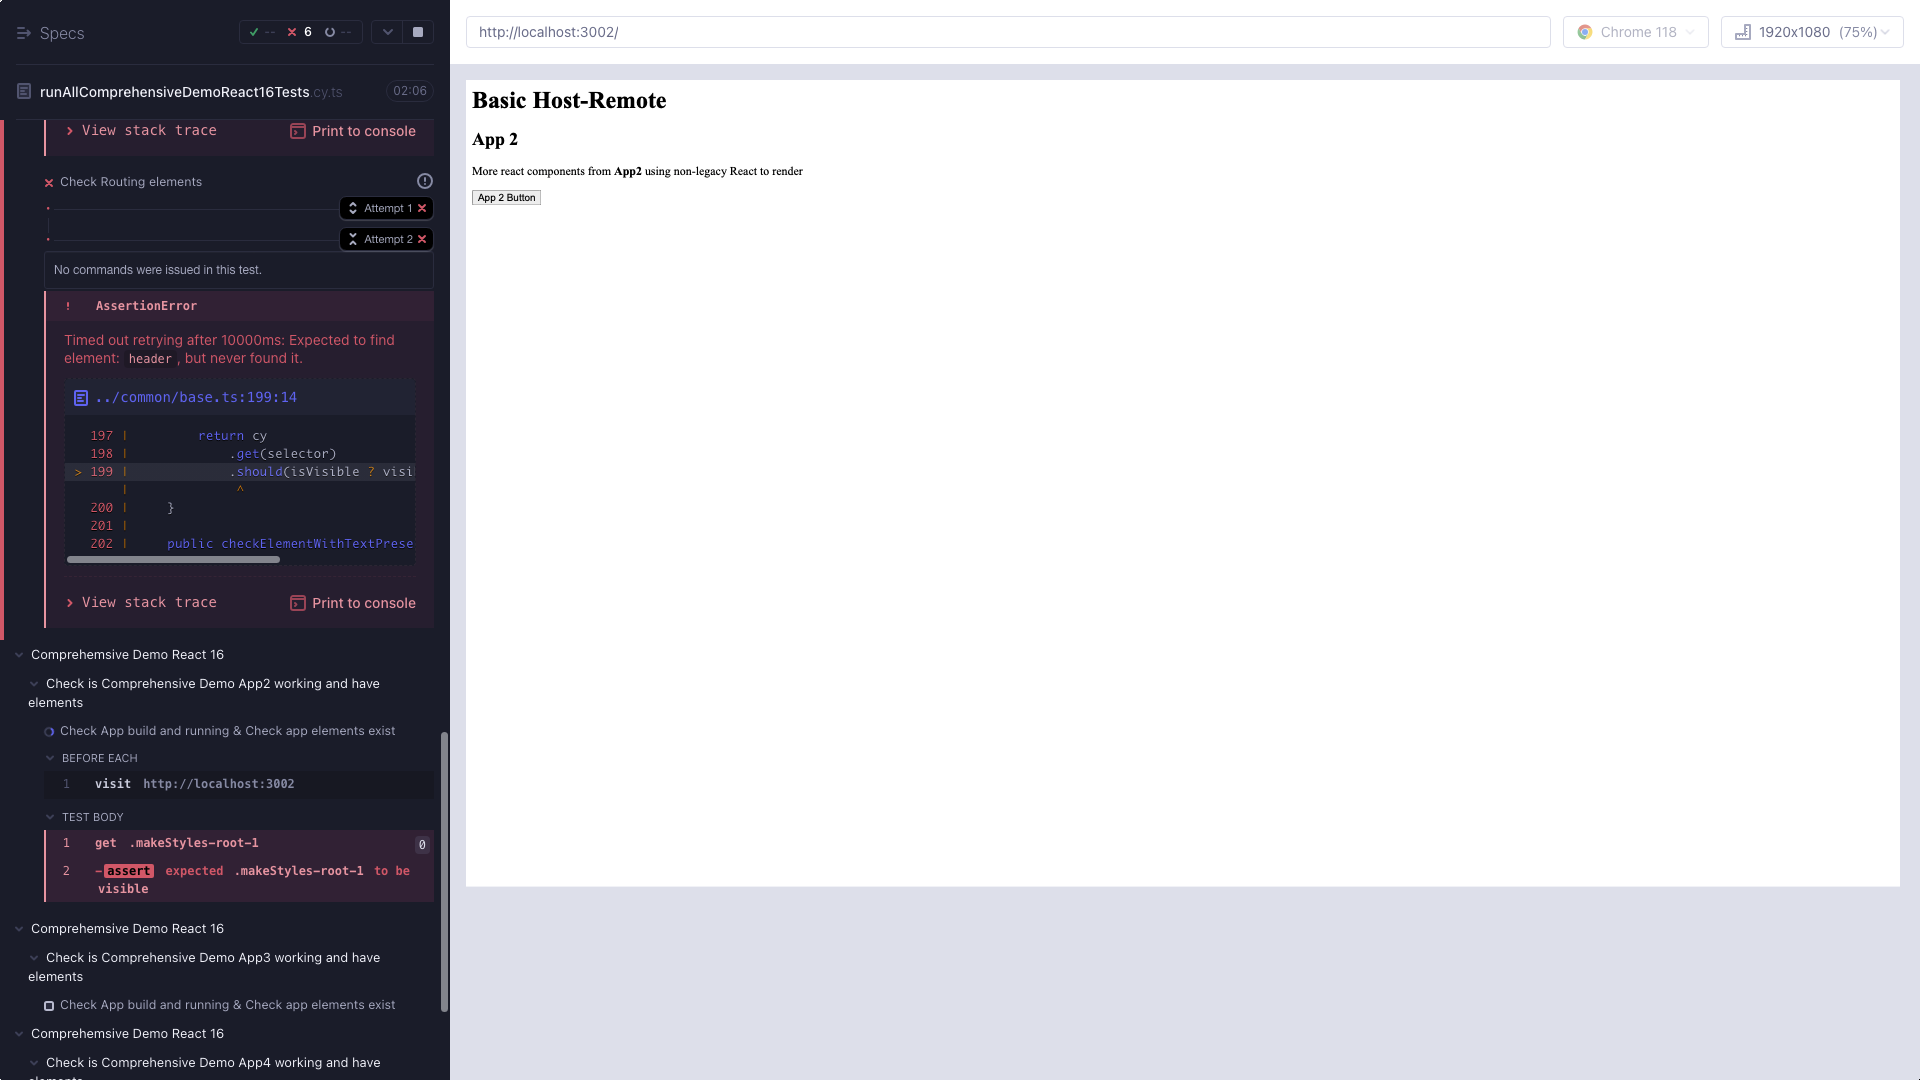 Specs
-- 6 --
runAllComprehensiveDemoReact16Tests.cy.ts 02:06
View stack trace Print to console
Check Routing elements
Attempt 1
Attempt 2
No commands were issued in this test.
! AssertionError
Timed out retrying after 10000ms: Expected to find
element: header , but never found it.
../common/base.ts:199:14
197 | return cy
198 | .get(selector)
> 199 | .should(isVisible ? visi
| ^
200 | }
201 |
202 | public checkElementWithTextPrese
View stack trace Print to console
Comprehemsive Demo React 16
Check is Comprehensive Demo App2 working and have
elements
Check App build and running & Check app elements exist
BEFORE EACH
1 visit http://localhost:3002
TEST BODY
1 get .makeStyles-root-1 0
2 -assert expected .makeStyles-root-1 to be
visible
Comprehemsive Demo React 16
Check is Comprehensive Demo App3 working and have
elements
Check App build and running & Check app elements exist
Comprehemsive Demo React 16
Check is Comprehensive Demo App4 working and have
http://localhost:3002/
Chrome 118
1920x1080 (75%)
Basic Host-Remote
App 2
More react components from App2 using non-legacy React to render
App 2 Button